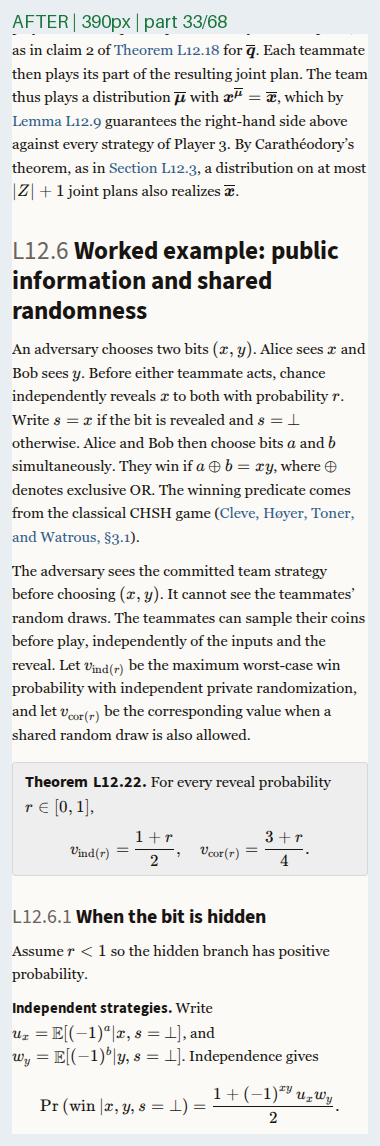 AFTER | 390px | part 33/68
as in claim 2 of Theorem L12.18 for q̅. Each teammate
then plays its part of the resulting joint plan. The team
thus plays a distribution μ̅ with x^μ̅ = x̅, which by
Lemma L12.9 guarantees the right-hand side above
against every strategy of Player 3. By Carathéodory's
theorem, as in Section L12.3, a distribution on at most
|Z| + 1 joint plans also realizes x̅.
L12.6 Worked example: public
information and shared
randomness
An adversary chooses two bits (x, y). Alice sees x and
Bob sees y. Before either teammate acts, chance
independently reveals x to both with probability r.
Write s = x if the bit is revealed and s = ⊥
otherwise. Alice and Bob then choose bits a and b
simultaneously. They win if a ⊕ b = xy, where ⊕
denotes exclusive OR. The winning predicate comes
from the classical CHSH game (Cleve, Høyer, Toner,
and Watrous, §3.1).
The adversary sees the committed team strategy
before choosing (x, y). It cannot see the teammates'
random draws. The teammates can sample their coins
before play, independently of the inputs and the
reveal. Let v_ind(r) be the maximum worst-case win
probability with independent private randomization,
and let v_cor(r) be the corresponding value when a
shared random draw is also allowed.
Theorem L12.22. For every reveal probability
r ∈ [0, 1],
v_ind(r) = (1 + r)/2, v_cor(r) = (3 + r)/4.
L12.6.1 When the bit is hidden
Assume r < 1 so the hidden branch has positive
probability.
Independent strategies. Write
u_x = 𝔼[(−1)^a|x, s = ⊥], and
w_y = 𝔼[(−1)^b|y, s = ⊥]. Independence gives
Pr (win |x, y, s = ⊥) = (1 + (−1)^{xy} u_x w_y)/2.